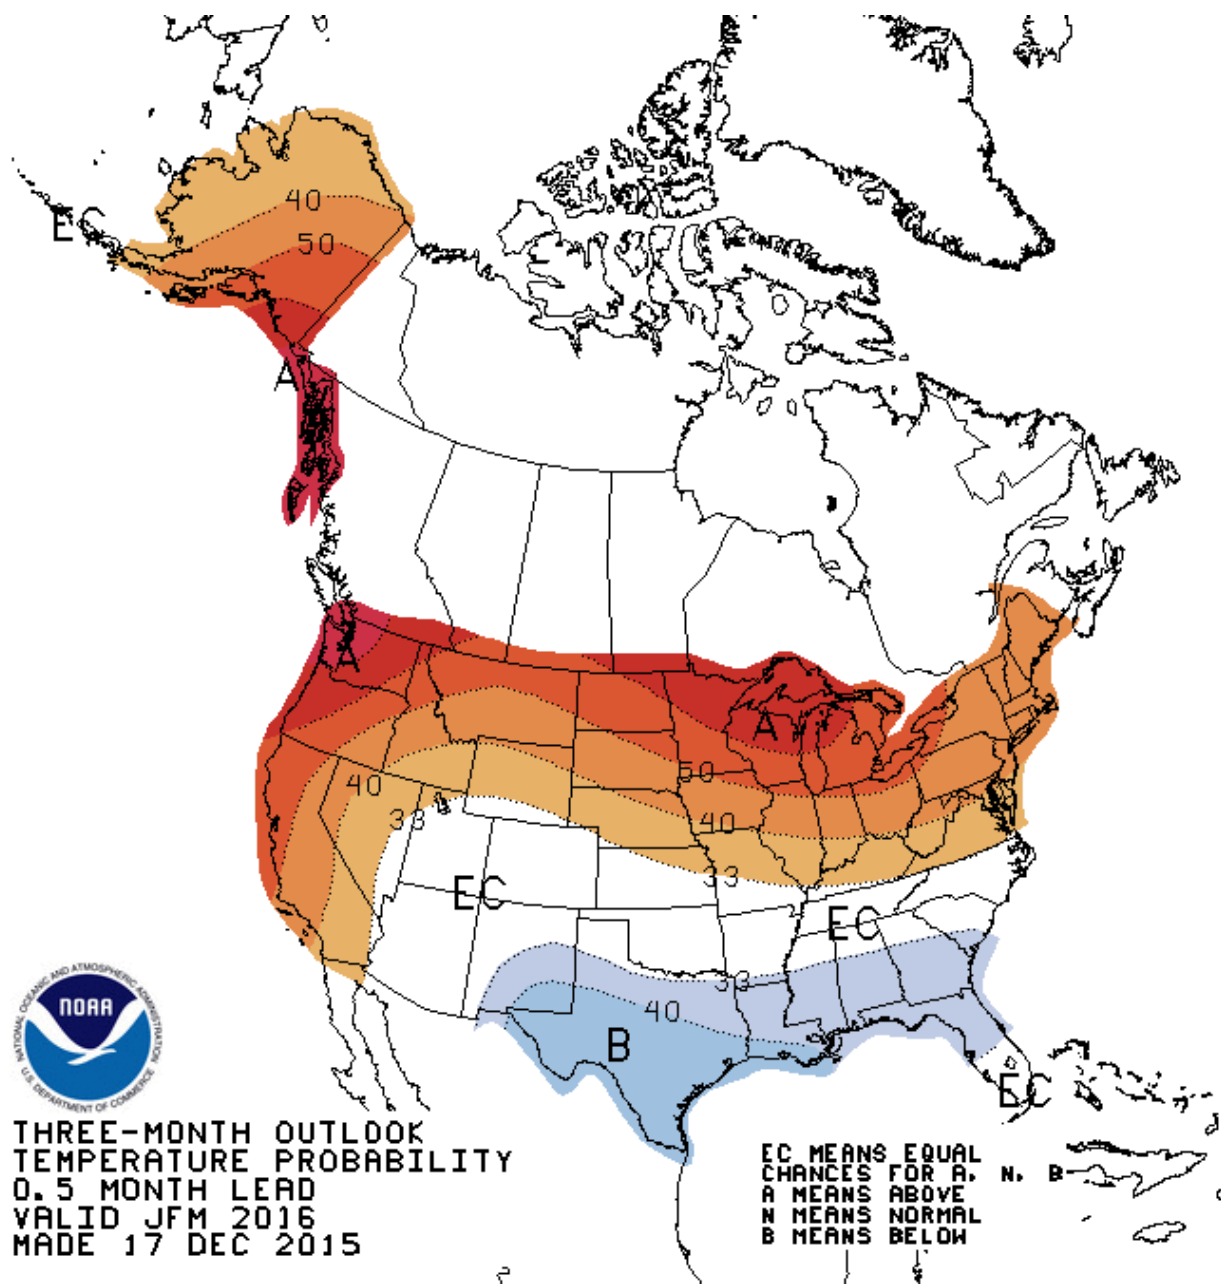 40
EC
50
A
A
A
50
40
40
33
33
EC
EC
33
40
B
EC
NATIONAL OCEANIC AND ATMOSPHERIC ADMINISTRATION
NOAA
U.S. DEPARTMENT OF COMMERCE
THREE-MONTH OUTLOOK
TEMPERATURE PROBABILITY
0.5 MONTH LEAD
VALID JFM 2016
MADE 17 DEC 2015
EC MEANS EQUAL
CHANCES FOR A, N, B
A MEANS ABOVE
N MEANS NORMAL
B MEANS BELOW